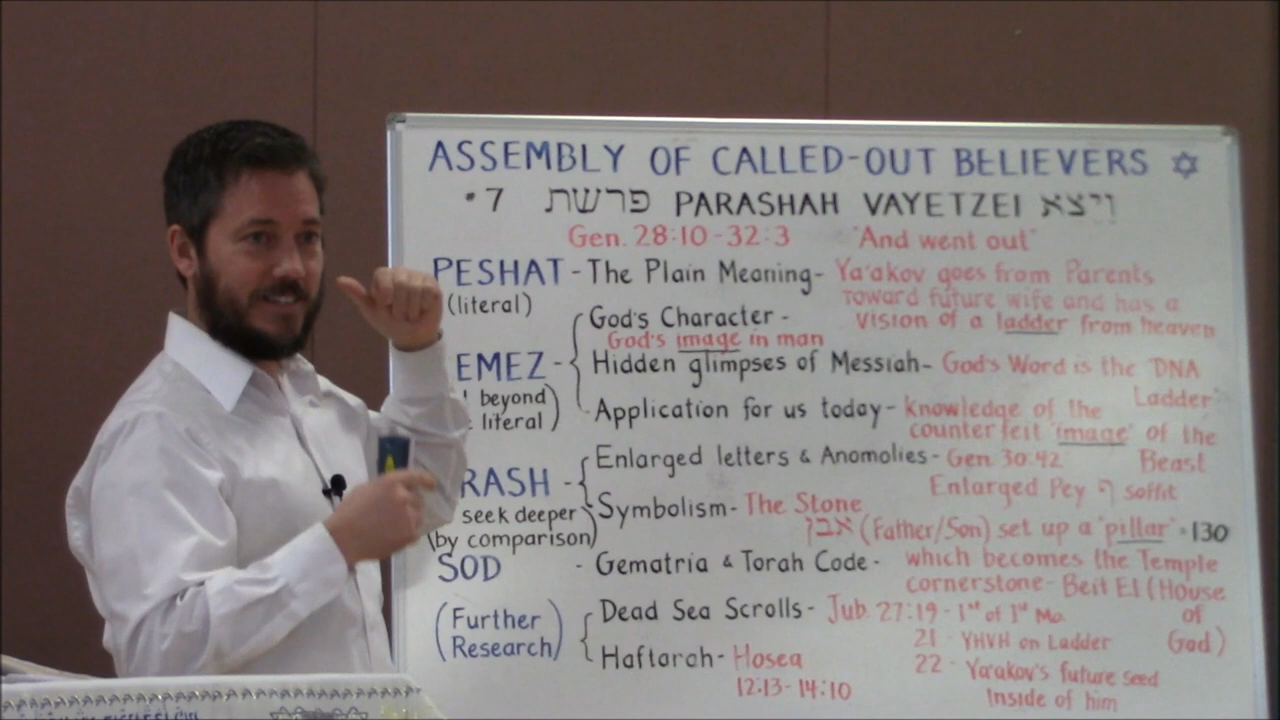 ASSEMBLY OF CALLED-OUT BELIEVERS ✡
•7 פרשת PARASHAH VAYETZEI ויצא
Gen. 28:10-32:3 "And went out"
PESHAT - The Plain Meaning- Ya'akov goes from Parents
(literal) Toward future wife and has a
God's Character - vision of a ladder from heaven
God's image in man
EMEZ - Hidden glimpses of Messiah- God's Word is the "DNA
beyond Ladder"
literal) Application for us today- Knowledge of the
counterfeit "image" of the
Beast
RASH - Enlarged letters & Anomolies- Gen. 30:42
Enlarged Pey ף soffit
seek deeper Symbolism- The Stone
(by comparison) אבן (Father/Son) set up a "pillar" •130
SOD - Gematria & Torah Code - which becomes the Temple
cornerstone- Beit El (House
of
God)
(Further Research) Dead Sea Scrolls- Jub. 27:19 - 1st of 1st Mo.
21 - YHVH on Ladder
Haftorah- Hosea 22 - Ya'akov's future seed
12:13-14:10 Inside of him